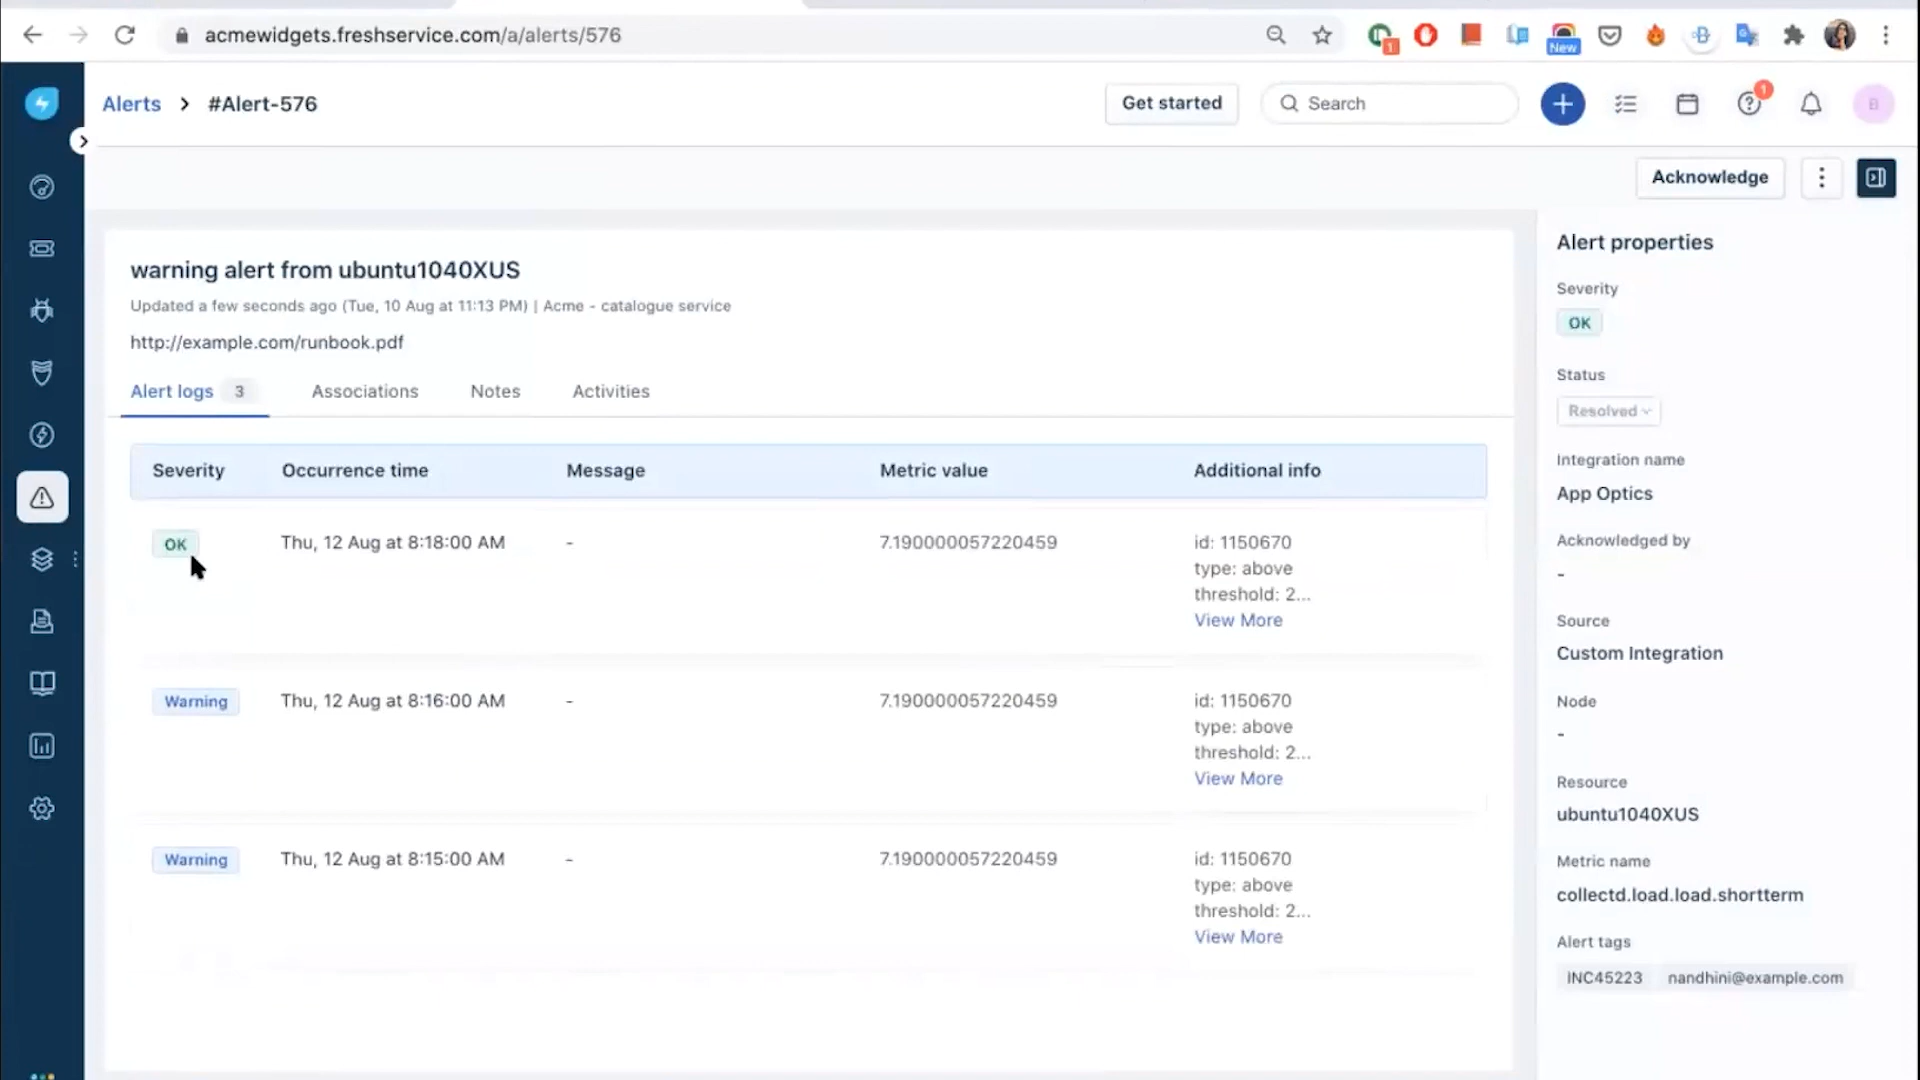 acmewidgets.freshservice.com/a/alerts/576
1
New
Alerts > #Alert-576
Get started
Search
1
B
Acknowledge
warning alert from ubuntu1040XUS
Updated a few seconds ago (Tue, 10 Aug at 11:13 PM) | Acme - catalogue service
http://example.com/runbook.pdf
Alert logs 3 Associations Notes Activities
Severity Occurrence time Message Metric value Additional info
OK Thu, 12 Aug at 8:18:00 AM - 7.190000057220459 id: 1150670
type: above
threshold: 2...
View More
Warning Thu, 12 Aug at 8:16:00 AM - 7.190000057220459 id: 1150670
type: above
threshold: 2...
View More
Warning Thu, 12 Aug at 8:15:00 AM - 7.190000057220459 id: 1150670
type: above
threshold: 2...
View More
Alert properties
Severity
OK
Status
Resolved
Integration name
App Optics
Acknowledged by
-
Source
Custom Integration
Node
-
Resource
ubuntu1040XUS
Metric name
collectd.load.load.shortterm
Alert tags
INC45223 nandhini@example.com